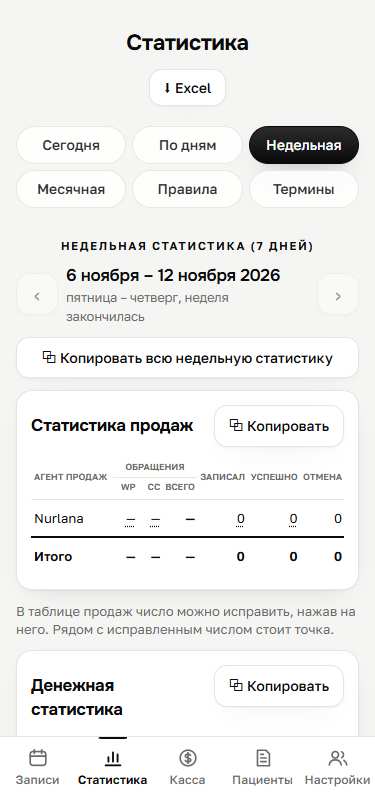 Статистика
⭳ Excel
Сегодня
По дням
Недельная
Месячная
Правила
Термины
НЕДЕЛЬНАЯ СТАТИСТИКА (7 ДНЕЙ)
‹
6 ноября – 12 ноября 2026
пятница – четверг, неделя
закончилась
›
Копировать всю недельную статистику
Статистика продаж
Копировать
АГЕНТ ПРОДАЖ ОБРАЩЕНИЯ ЗАПИСАЛ УСПЕШНО ОТМЕНА
WP CC ВСЕГО
Nurlana — — — 0 0 0
Итого — — — 0 0 0
В таблице продаж число можно исправить, нажав на
него. Рядом с исправленным числом стоит точка.
Денежная
статистика
Копировать
Записи Статистика Касса Пациенты Настройки